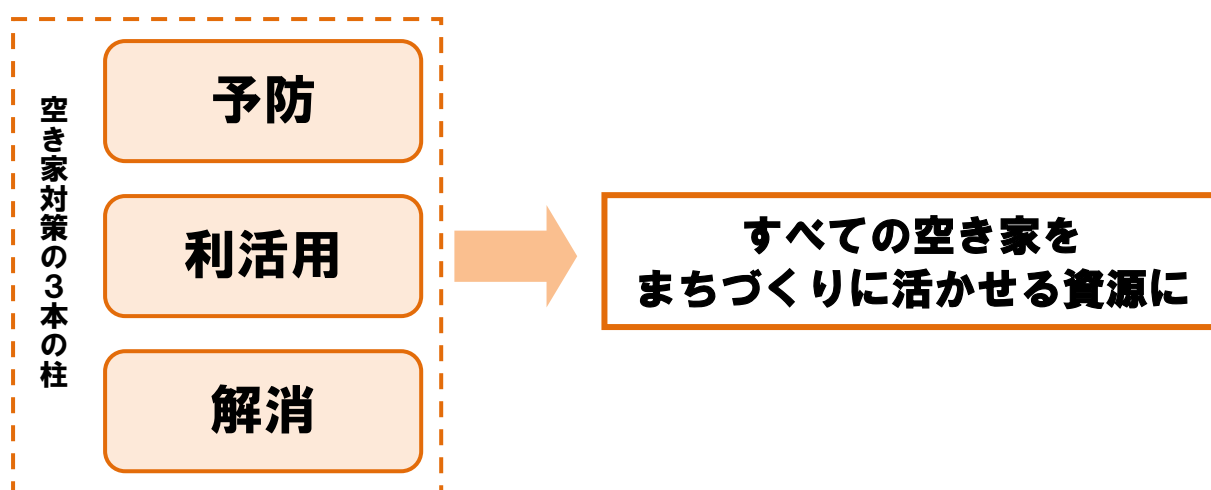 空き家対策の３本の柱
予防
利活用
解消
すべての空き家を
まちづくりに活かせる資源に